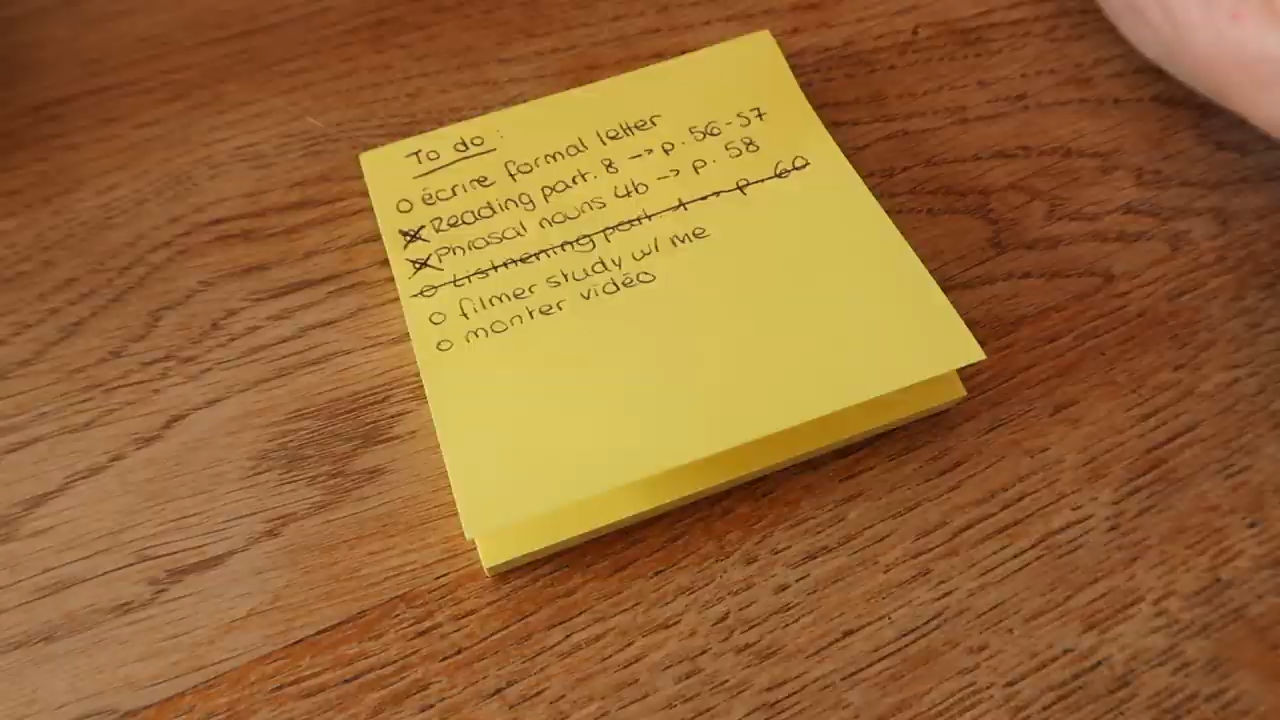 To do :
o écrire formal letter
x Reading part. 8 -> p. 56-57
x Phrasal nouns 4b -> p. 58
o Listnening part. 1 -> p. 60
o filmer study w/ me
o monter vidéo